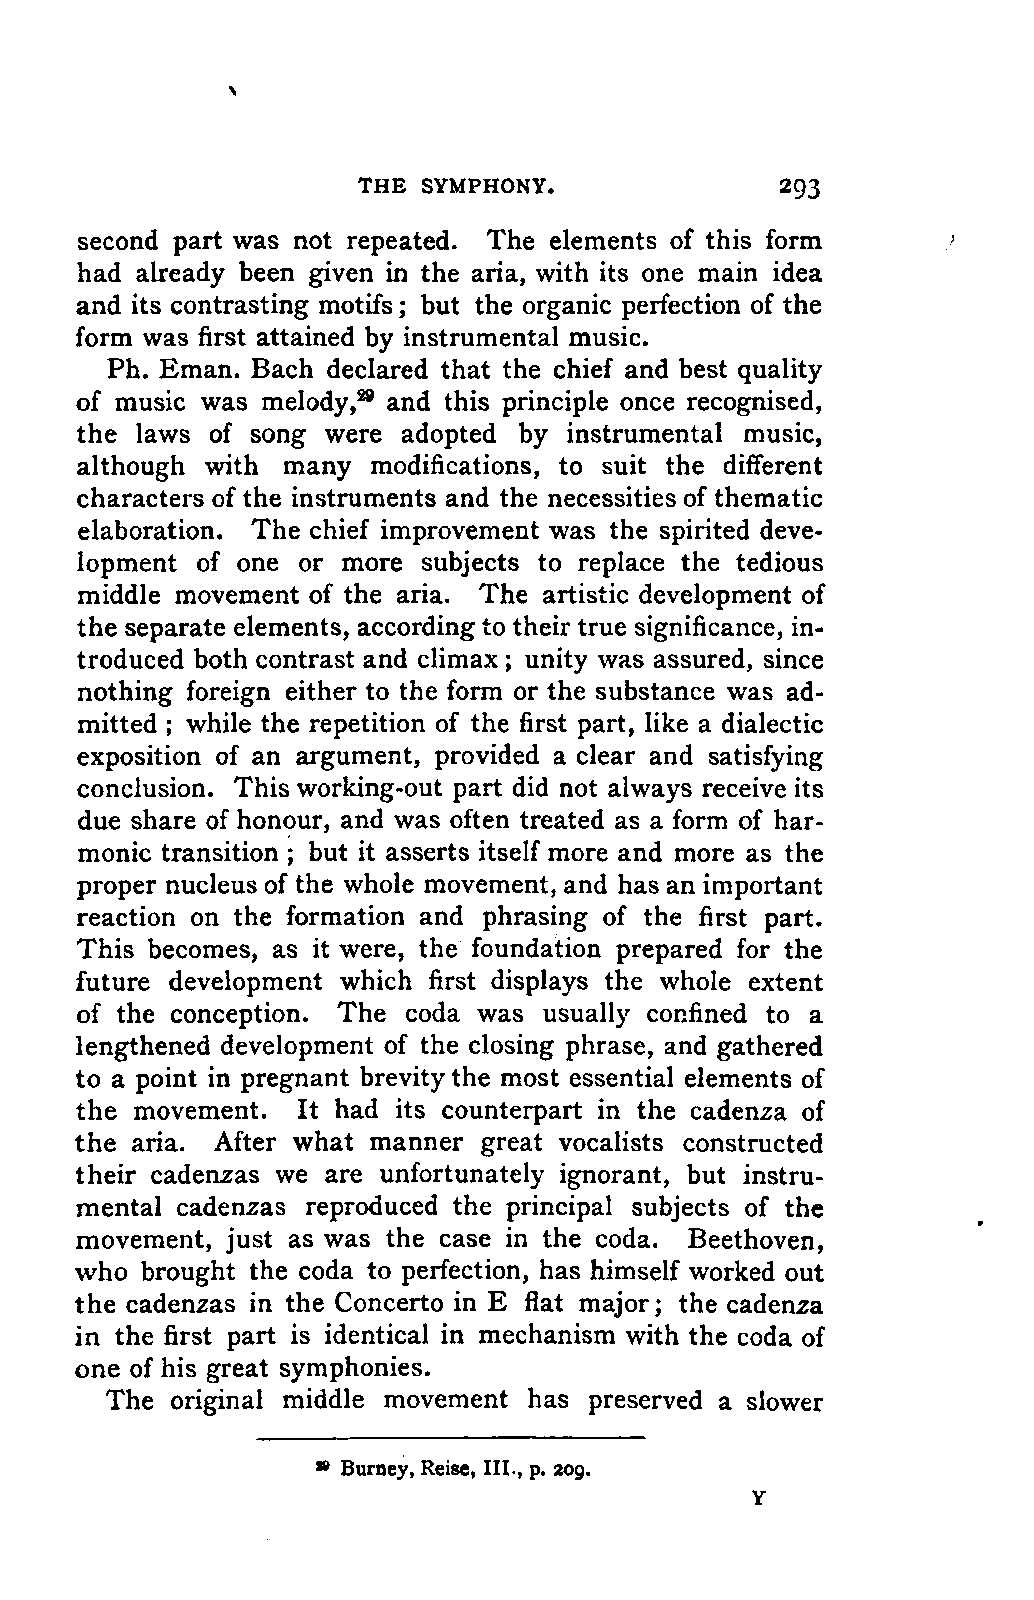 THE SYMPHONY. 293
second part was not repeated. The elements of this form
had already been given in the aria, with its one main idea
and its contrasting motifs; but the organic perfection of the
form was first attained by instrumental music.
Ph. Eman. Bach declared that the chief and best quality
of music was melody,²⁹ and this principle once recognised,
the laws of song were adopted by instrumental music,
although with many modifications, to suit the different
characters of the instruments and the necessities of thematic
elaboration. The chief improvement was the spirited deve-
lopment of one or more subjects to replace the tedious
middle movement of the aria. The artistic development of
the separate elements, according to their true significance, in-
troduced both contrast and climax; unity was assured, since
nothing foreign either to the form or the substance was ad-
mitted; while the repetition of the first part, like a dialectic
exposition of an argument, provided a clear and satisfying
conclusion. This working-out part did not always receive its
due share of honour, and was often treated as a form of har-
monic transition; but it asserts itself more and more as the
proper nucleus of the whole movement, and has an important
reaction on the formation and phrasing of the first part.
This becomes, as it were, the foundation prepared for the
future development which first displays the whole extent
of the conception. The coda was usually confined to a
lengthened development of the closing phrase, and gathered
to a point in pregnant brevity the most essential elements of
the movement. It had its counterpart in the cadenza of
the aria. After what manner great vocalists constructed
their cadenzas we are unfortunately ignorant, but instru-
mental cadenzas reproduced the principal subjects of the
movement, just as was the case in the coda. Beethoven,
who brought the coda to perfection, has himself worked out
the cadenzas in the Concerto in E flat major; the cadenza
in the first part is identical in mechanism with the coda of
one of his great symphonies.
The original middle movement has preserved a slower
²⁹ Burney, Reise, III., p. 209.
Y